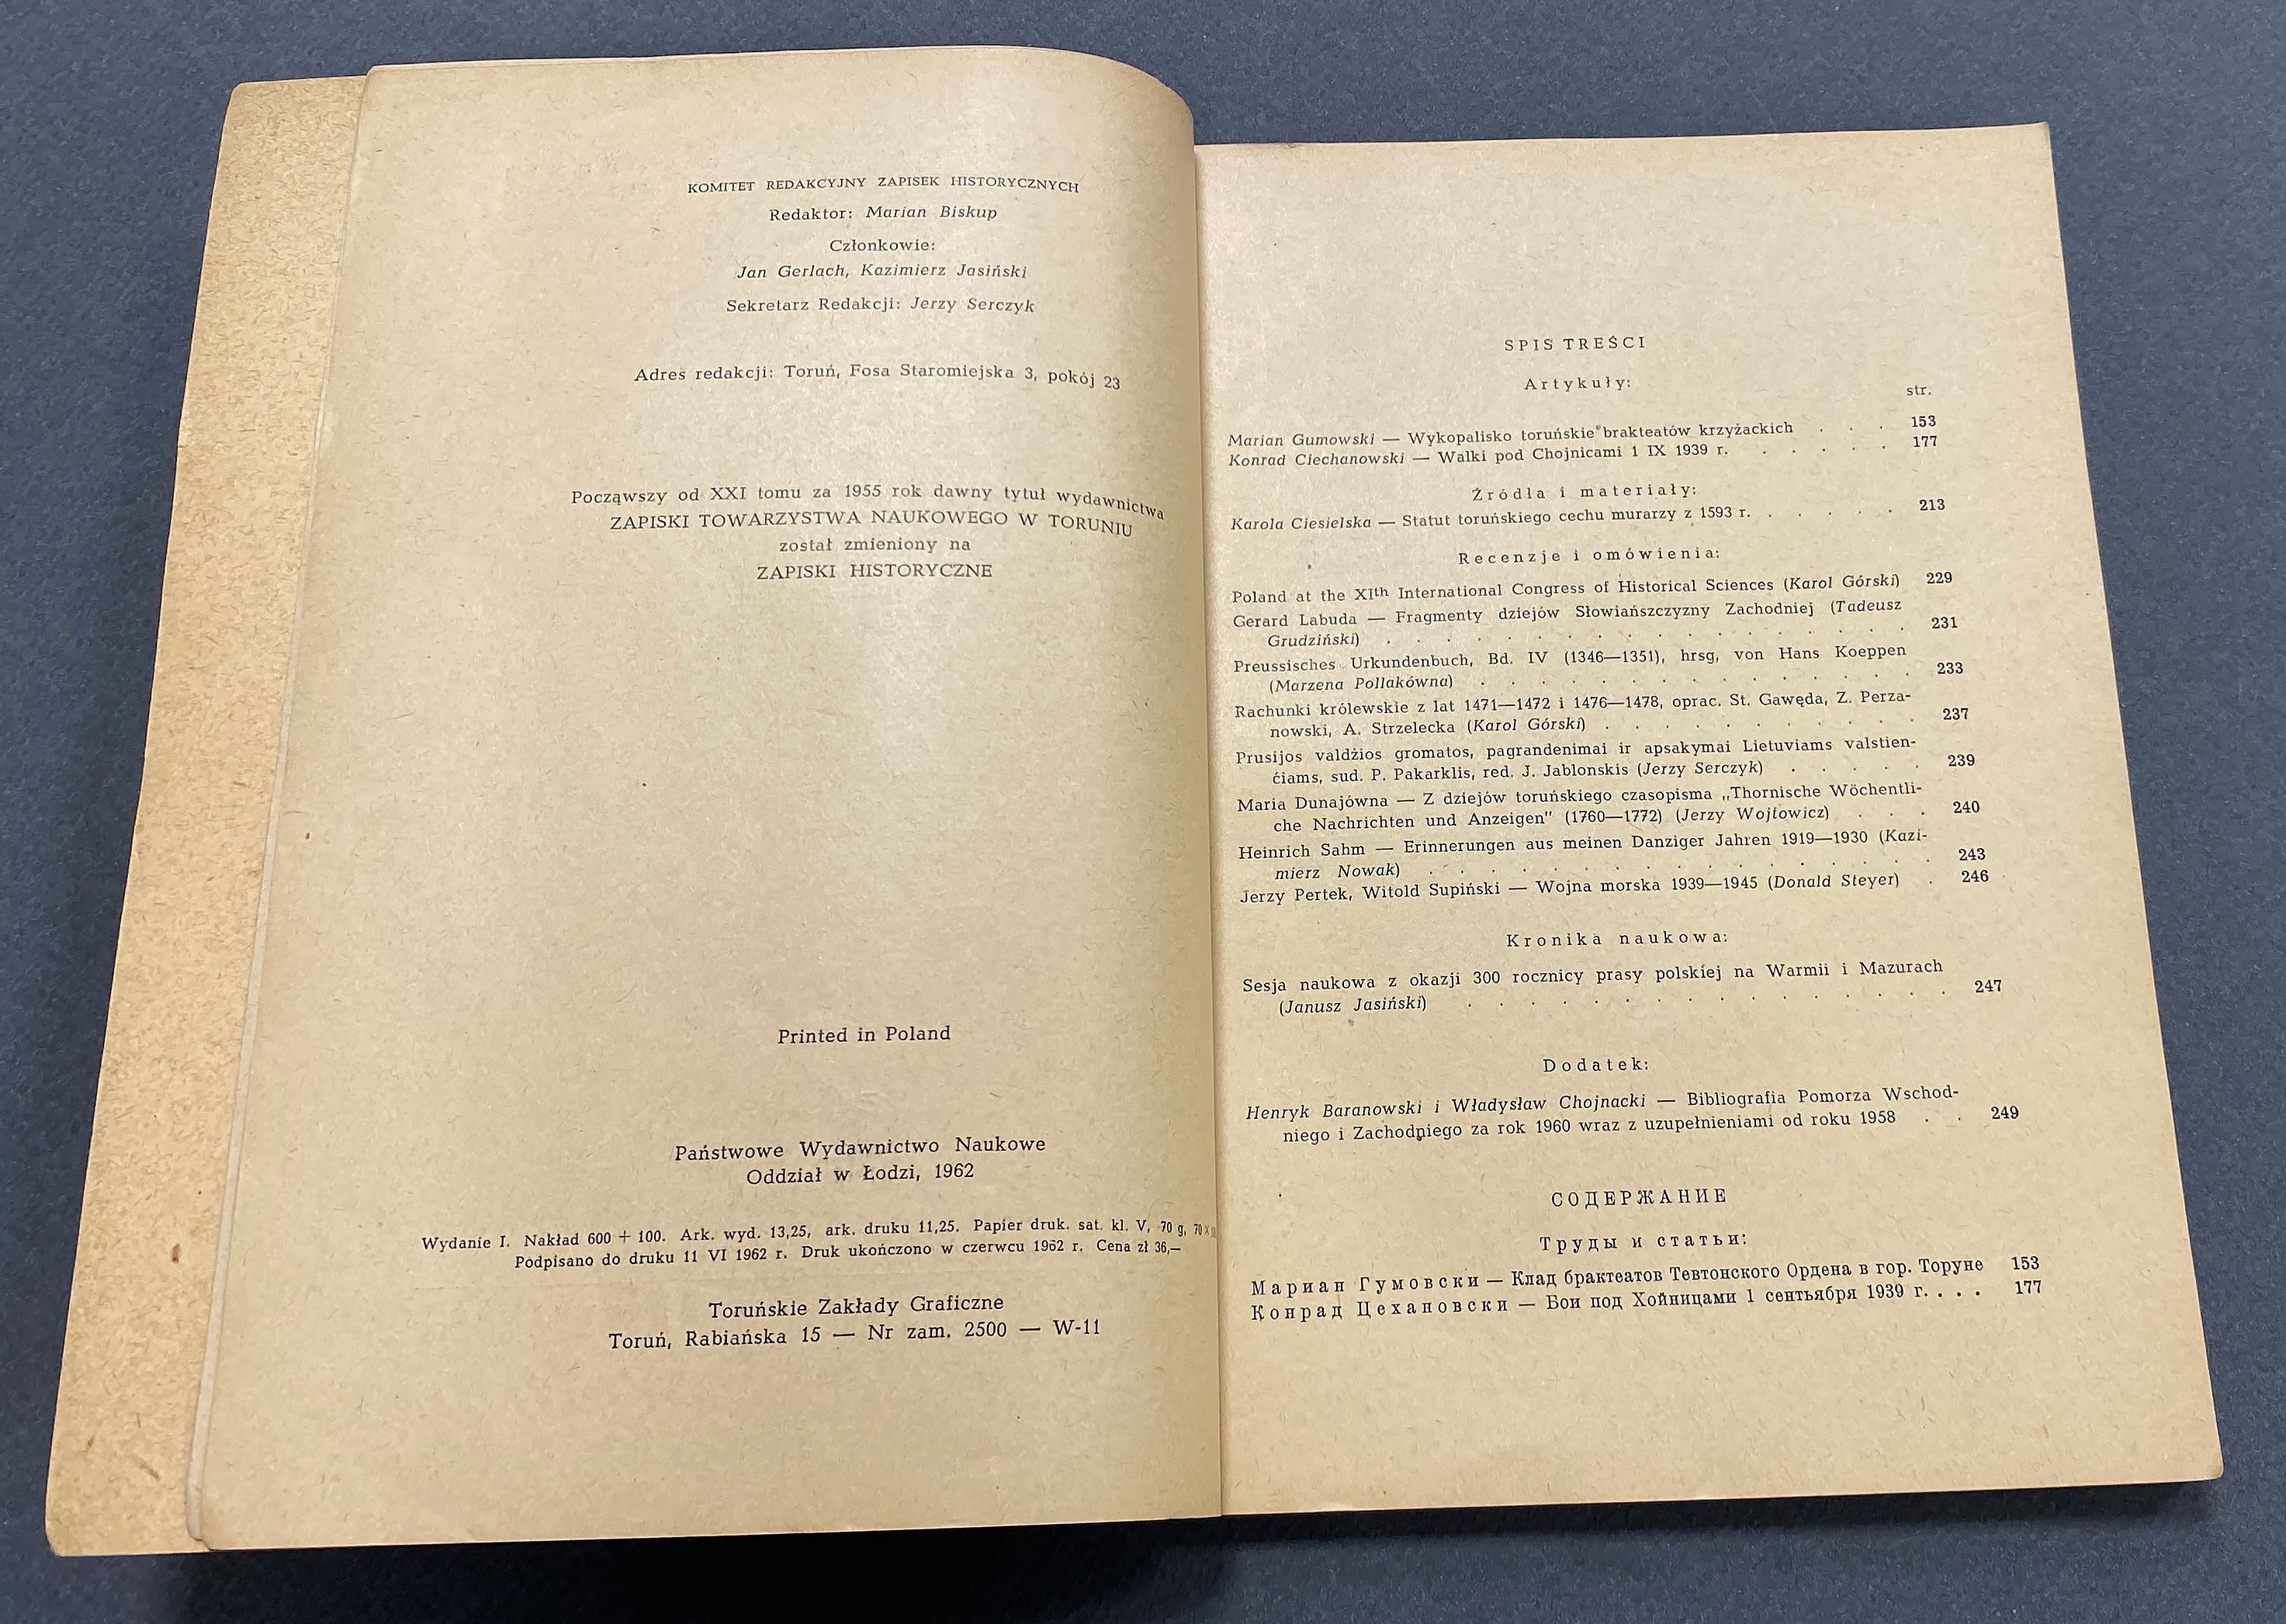 KOMITET REDAKCYJNY ZAPISEK HISTORYCZNYCH
Redaktor: Marian Biskup
Członkowie:
Jan Gerlach, Kazimierz Jasiński
Sekretarz Redakcji: Jerzy Serczyk
Adres redakcji: Toruń, Fosa Staromiejska 3, pokój 23
Począwszy od XXI tomu za 1955 rok dawny tytuł wydawnictwa
ZAPISKI TOWARZYSTWA NAUKOWEGO W TORUNIU
został zmieniony na
ZAPISKI HISTORYCZNE
Printed in Poland
Państwowe Wydawnictwo Naukowe
Oddział w Łodzi, 1962
Wydanie I. Nakład 600 + 100. Ark. wyd. 13,25, ark. druku 11,25. Papier druk. sat. kl. V, 70 g, 70 ×
Podpisano do druku 11 VI 1962 r. Druk ukończono w czerwcu 1962 r. Cena zł 36,—
Toruńskie Zakłady Graficzne
Toruń, Rabiańska 15 — Nr zam. 2500 — W-11
SPIS TREŚCI
Artykuły:
str.
Marian Gumowski — Wykopalisko toruńskie brakteatów krzyżackich . . . 153
Konrad Ciechanowski — Walki pod Chojnicami 1 IX 1939 r. . . . . . 177
Źródła i materiały:
Karola Ciesielska — Statut toruńskiego cechu murarzy z 1593 r. . . . . . 213
Recenzje i omówienia:
Poland at the XIth International Congress of Historical Sciences (Karol Górski) 229
Gerard Labuda — Fragmenty dziejów Słowiańszczyzny Zachodniej (Tadeusz
Grudziński) . . . . . . . . . . . . . . . . . 231
Preussisches Urkundenbuch, Bd. IV (1346—1351), hrsg, von Hans Koeppen
(Marzena Pollakówna) . . . . . . . . . . . . . . 233
Rachunki królewskie z lat 1471—1472 i 1476—1478, oprac. St. Gawęda, Z. Perza-
nowski, A. Strzelecka (Karol Górski) . . . . . . . . . . 237
Prusijos valdžios gromatos, pagrandenimai ir apsakymai Lietuviams valstien-
ćiams, sud. P. Pakarklis, red. J. Jablonskis (Jerzy Serczyk) . . . . . 239
Maria Dunajówna — Z dziejów toruńskiego czasopisma „Thornische Wöchentli-
che Nachrichten und Anzeigen" (1760—1772) (Jerzy Wojtowicz) . . . 240
Heinrich Sahm — Erinnerungen aus meinen Danziger Jahren 1919—1930 (Kazi-
mierz Nowak) . . . . . . . . . . . . . . . . 243
Jerzy Pertek, Witold Supiński — Wojna morska 1939—1945 (Donald Steyer) . 246
Kronika naukowa:
Sesja naukowa z okazji 300 rocznicy prasy polskiej na Warmii i Mazurach
(Janusz Jasiński) . . . . . . . . . . . . . . . 247
Dodatek:
Henryk Baranowski i Władysław Chojnacki — Bibliografia Pomorza Wschod-
niego i Zachodniego za rok 1960 wraz z uzupełnieniami od roku 1958 . . 249
СОДЕРЖАНИЕ
Труды и статьи:
Мариан Гумовски — Клад брактеатов Тевтонского Ордена в гор. Торуне 153
Конрад Цехановски — Бои под Хойницами 1 сентьября 1939 г. . . . 177